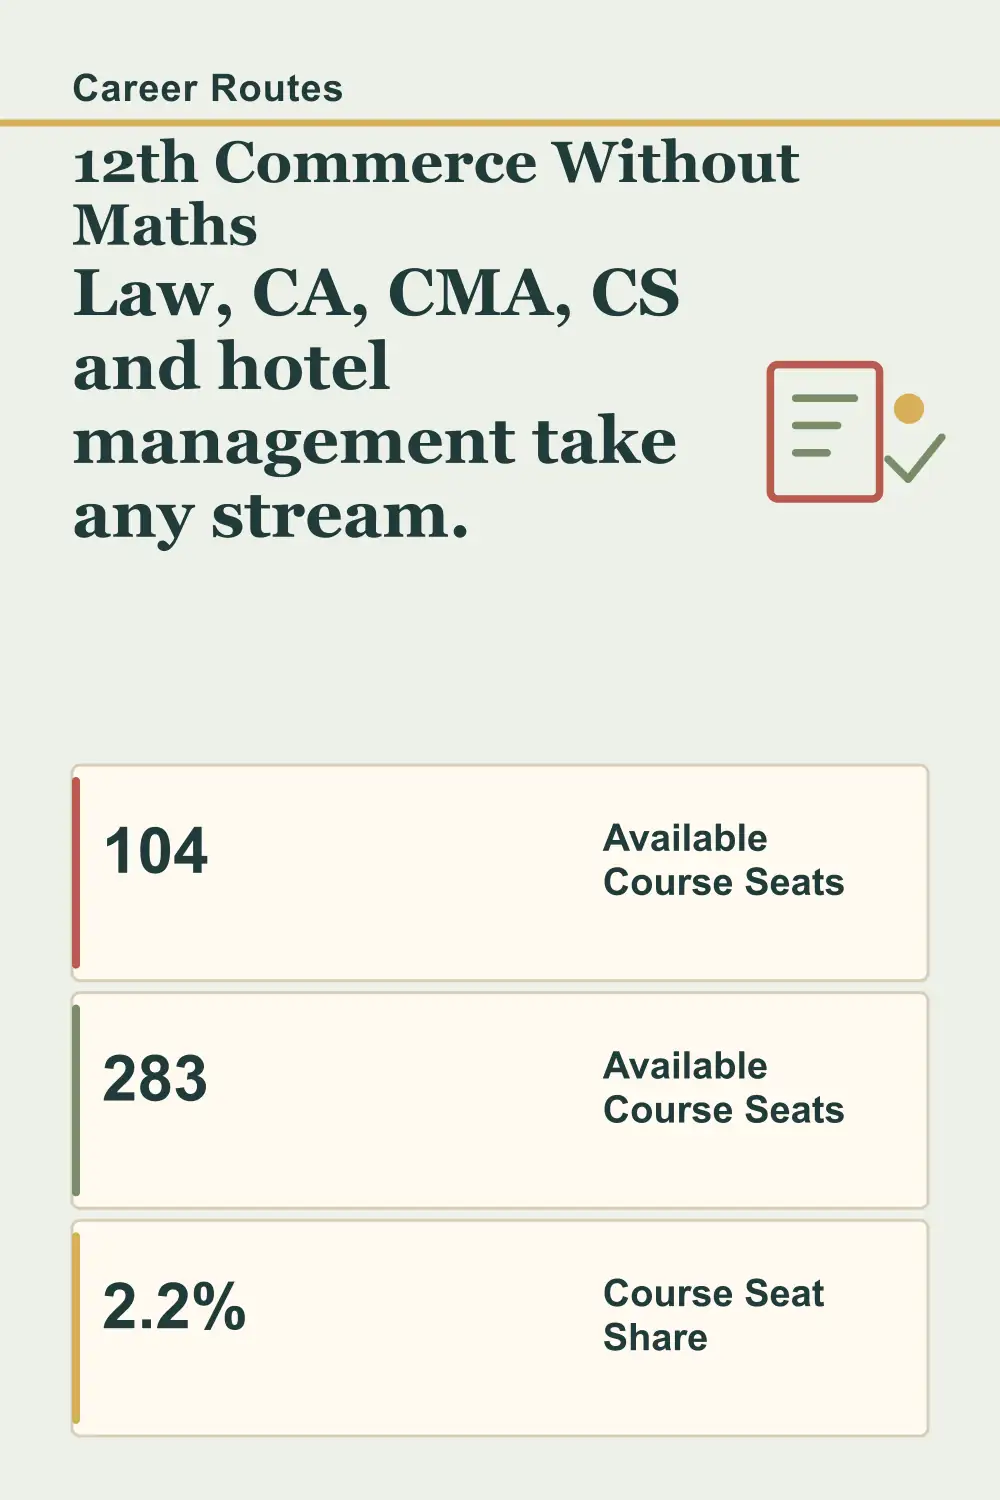 Career Routes
12th Commerce Without
Maths
Law, CA, CMA, CS
and hotel
management take
any stream.
104
Available
Course Seats
283
Available
Course Seats
2.2%
Course Seat
Share